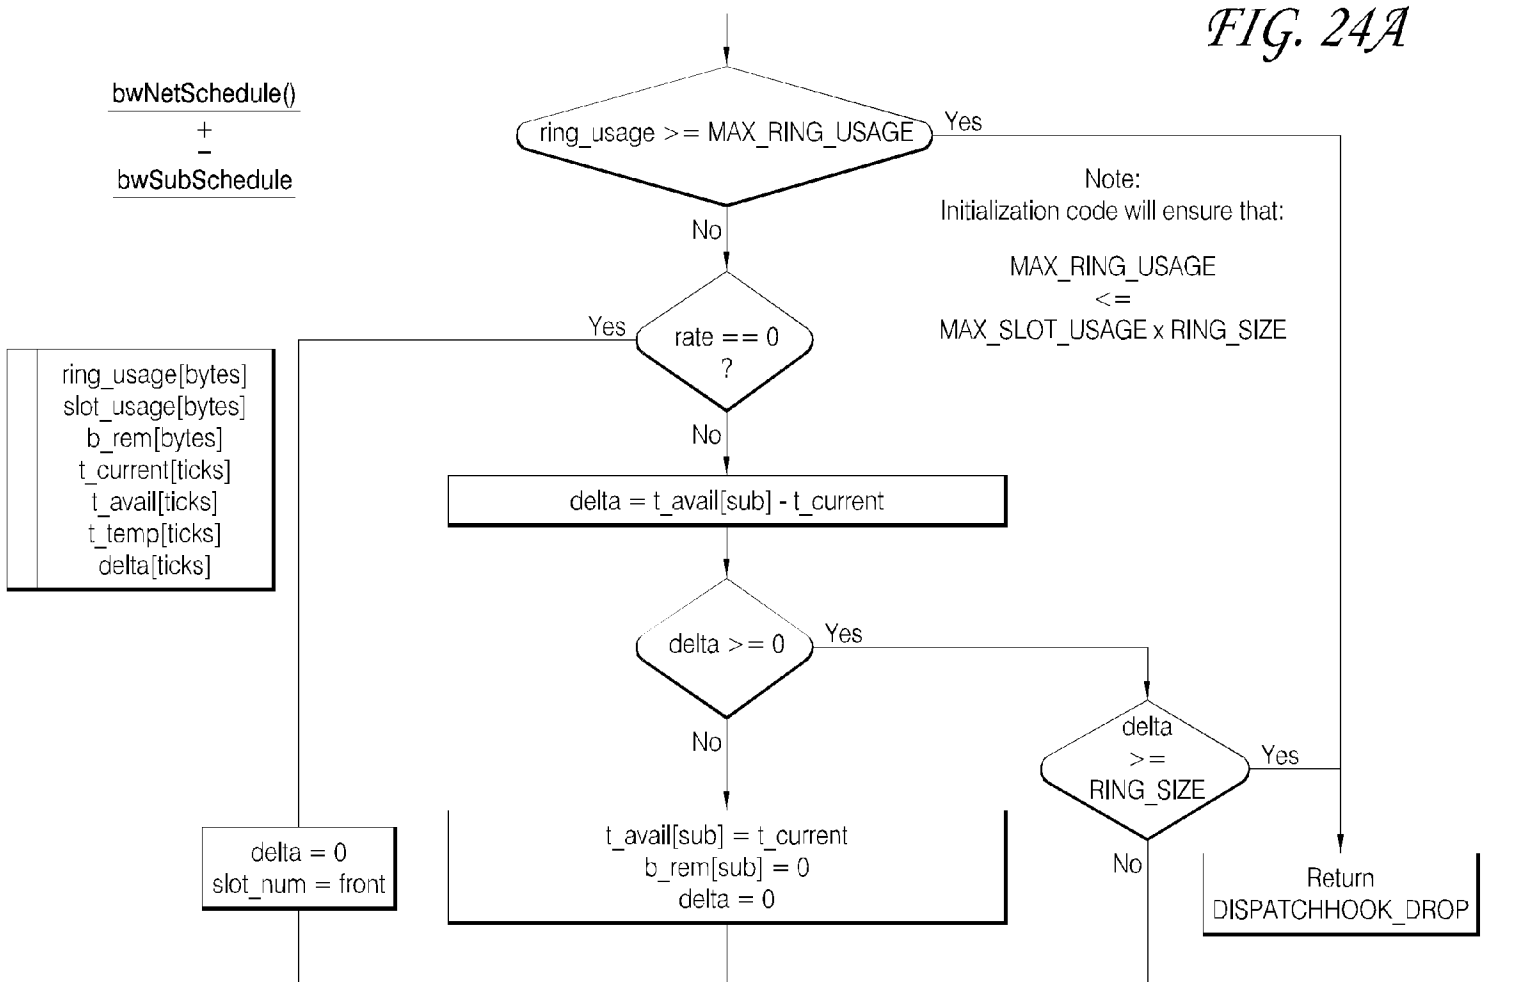 FIG. 24A
bwNetSchedule()
+
–
bwSubSchedule
ring_usage >= MAX_RING_USAGE
Yes
No
Note:
Initialization code will ensure that:
MAX_RING_USAGE
<=
MAX_SLOT_USAGE x RING_SIZE
rate == 0
?
Yes
No
ring_usage[bytes]
slot_usage[bytes]
b_rem[bytes]
t_current[ticks]
t_avail[ticks]
t_temp[ticks]
delta[ticks]
delta = t_avail[sub] - t_current
delta >= 0
Yes
No
delta
>=
RING_SIZE
Yes
No
delta = 0
slot_num = front
t_avail[sub] = t_current
b_rem[sub] = 0
delta = 0
Return
DISPATCHHOOK_DROP